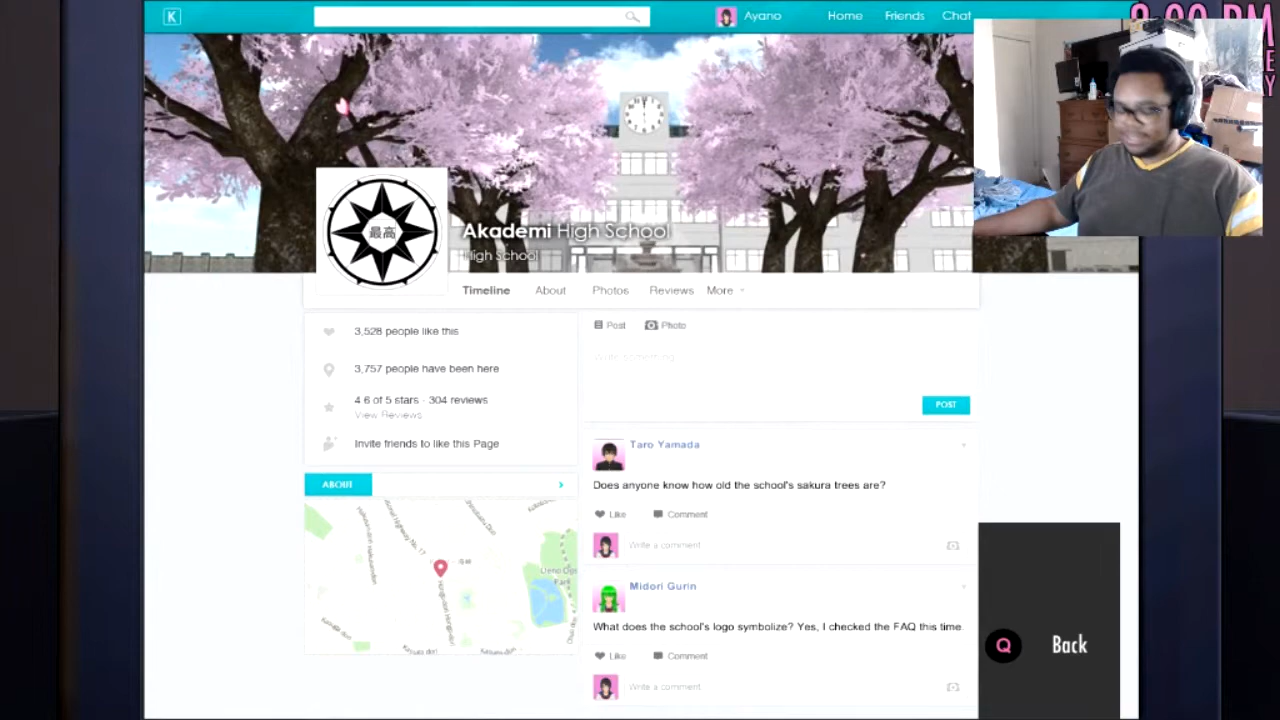 K
Ayano
Home
Friends
Chat
最高
Akademi High School
High School
Timeline
About
Photos
Reviews
More
3,528 people like this
3,757 people have been here
4.6 of 5 stars · 304 reviews
View Reviews
Invite friends to like this Page
ABOUT
Post
Photo
Write something...
POST
Taro Yamada
Does anyone know how old the school's sakura trees are?
Like
Comment
Write a comment
Midori Gurin
What does the school's logo symbolize? Yes, I checked the FAQ this time.
Like
Comment
Write a comment
Q
Back